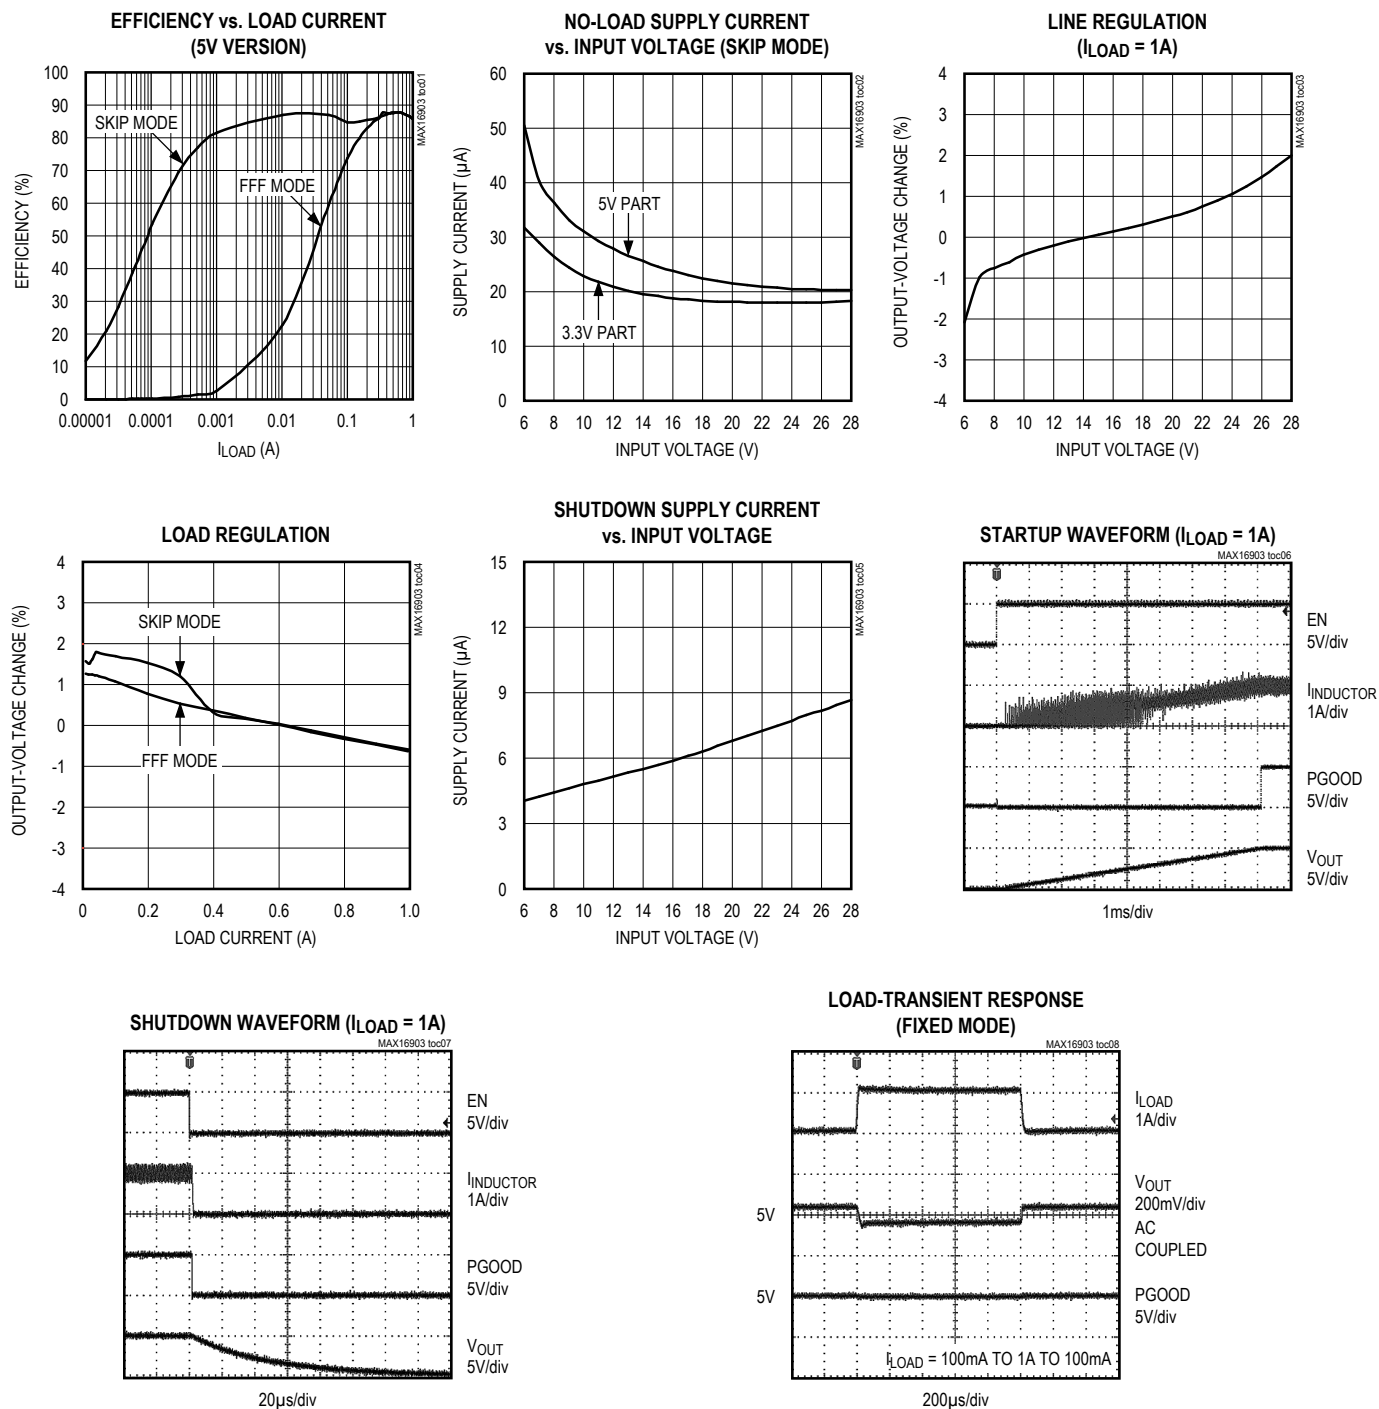 EFFICIENCY vs. LOAD CURRENT
(5V VERSION)
MAX16903 toc01
100
90
80
70
60
50
40
30
20
10
0
EFFICIENCY (%)
SKIP MODE
FFF MODE
0.00001 0.0001 0.001 0.01 0.1 1
ILOAD (A)
NO-LOAD SUPPLY CURRENT
vs. INPUT VOLTAGE (SKIP MODE)
MAX16903 toc02
60
50
40
30
20
10
0
SUPPLY CURRENT (µA)
5V PART
3.3V PART
6 8 10 12 14 16 18 20 22 24 26 28
INPUT VOLTAGE (V)
LINE REGULATION
(ILOAD = 1A)
MAX16903 toc03
4
3
2
1
0
-1
-2
-3
-4
OUTPUT-VOLTAGE CHANGE (%)
6 8 10 12 14 16 18 20 22 24 26 28
INPUT VOLTAGE (V)
LOAD REGULATION
MAX16903 toc04
4
3
2
1
0
-1
-2
-3
-4
OUTPUT-VOLTAGE CHANGE (%)
SKIP MODE
FFF MODE
0 0.2 0.4 0.6 0.8 1.0
LOAD CURRENT (A)
SHUTDOWN SUPPLY CURRENT
vs. INPUT VOLTAGE
MAX16903 toc05
15
12
9
6
3
0
SUPPLY CURRENT (µA)
6 8 10 12 14 16 18 20 22 24 26 28
INPUT VOLTAGE (V)
STARTUP WAVEFORM (ILOAD = 1A)
MAX16903 toc06
EN
5V/div
IINDUCTOR
1A/div
PGOOD
5V/div
VOUT
5V/div
1ms/div
SHUTDOWN WAVEFORM (ILOAD = 1A)
MAX16903 toc07
EN
5V/div
IINDUCTOR
1A/div
PGOOD
5V/div
VOUT
5V/div
20µs/div
LOAD-TRANSIENT RESPONSE
(FIXED MODE)
MAX16903 toc08
ILOAD
1A/div
VOUT
200mV/div
5V
AC
COUPLED
5V
PGOOD
5V/div
ILOAD = 100mA TO 1A TO 100mA
200µs/div